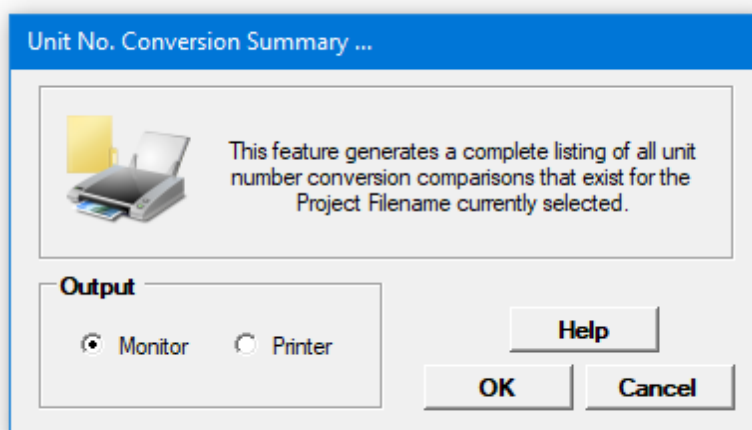 Unit No. Conversion Summary ...
This feature generates a complete listing of all unit
number conversion comparisons that exist for the
Project Filename currently selected.
Output
Monitor Printer
Help
OK Cancel